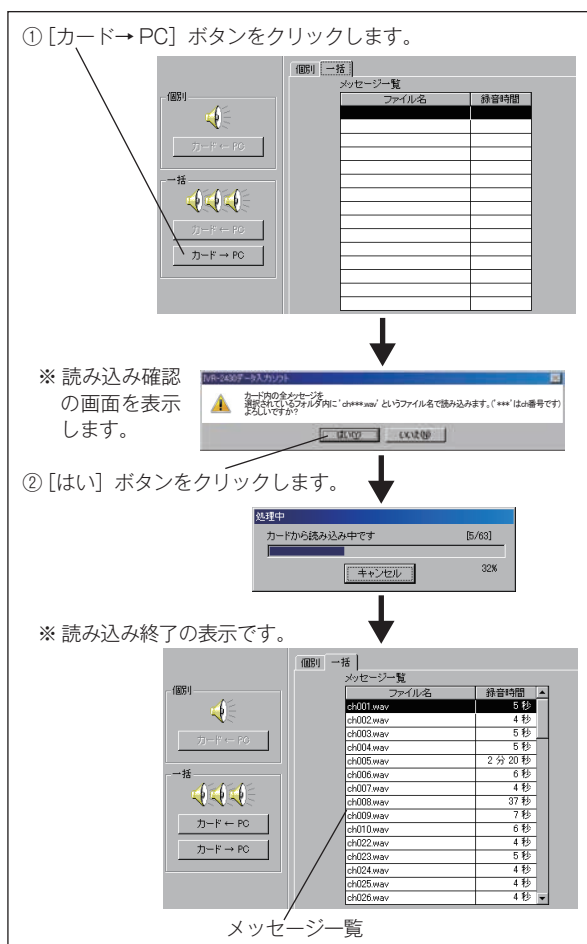 ① [カード→ PC] ボタンをクリックします。
個別 一括
メッセージ一覧
ファイル名 録音時間
個別
カード ← PC
一括
カード ← PC
カード → PC
※ 読み込み確認
の画面を表示
します。
IVR-2430データ入力ソフト
カード内の全メッセージを
選択されているフォルダ内に 'ch***.wav' というファイル名で読み込みます。('***'はch番号です)
よろしいですか?
はい(Y) いいえ(N)
② [はい] ボタンをクリックします。
処理中
カードから読み込み中です [5/63]
キャンセル 32%
※ 読み込み終了の表示です。
個別 一括
メッセージ一覧
ファイル名 録音時間
個別
カード ← PC
一括
カード ← PC
カード → PC
ch001.wav 5 秒
ch002.wav 4 秒
ch003.wav 5 秒
ch004.wav 5 秒
ch005.wav 2 分 20 秒
ch006.wav 6 秒
ch007.wav 4 秒
ch008.wav 37 秒
ch009.wav 7 秒
ch010.wav 6 秒
ch022.wav 4 秒
ch023.wav 5 秒
ch024.wav 4 秒
ch025.wav 4 秒
ch026.wav 4 秒
メッセージ一覧